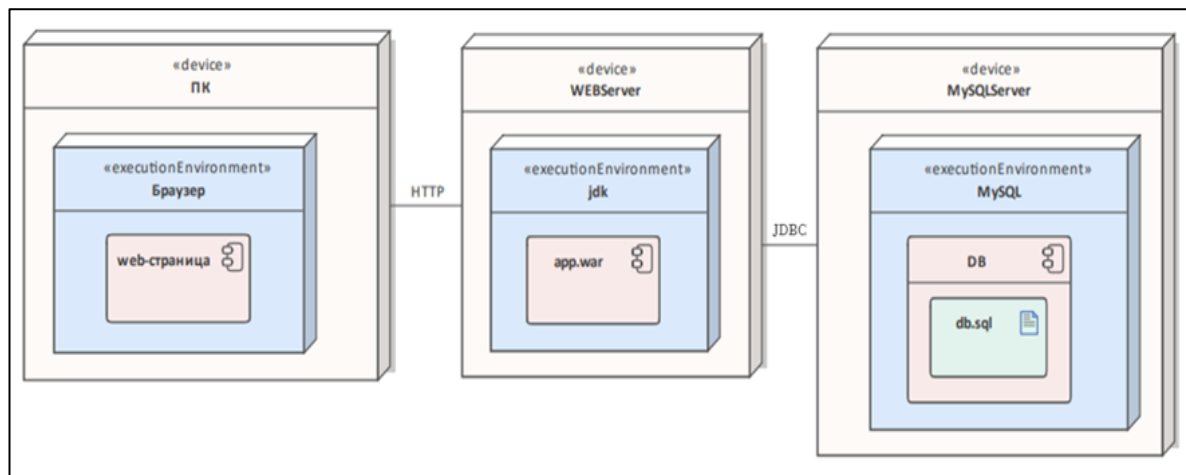 «device»
ПК
«executionEnvironment»
Браузер
web-страница
HTTP
«device»
WEBServer
«executionEnvironment»
jdk
app.war
JDBC
«device»
MySQLServer
«executionEnvironment»
MySQL
DB
db.sql